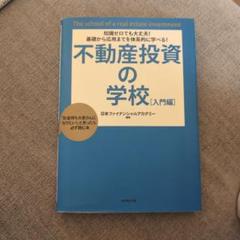 The school of a real estate investment
知識ゼロでも大丈夫!
基礎から応用までを体系的に学べる!
不動産投資
の
学校[入門編]
日本ファイナンシャルアカデミー